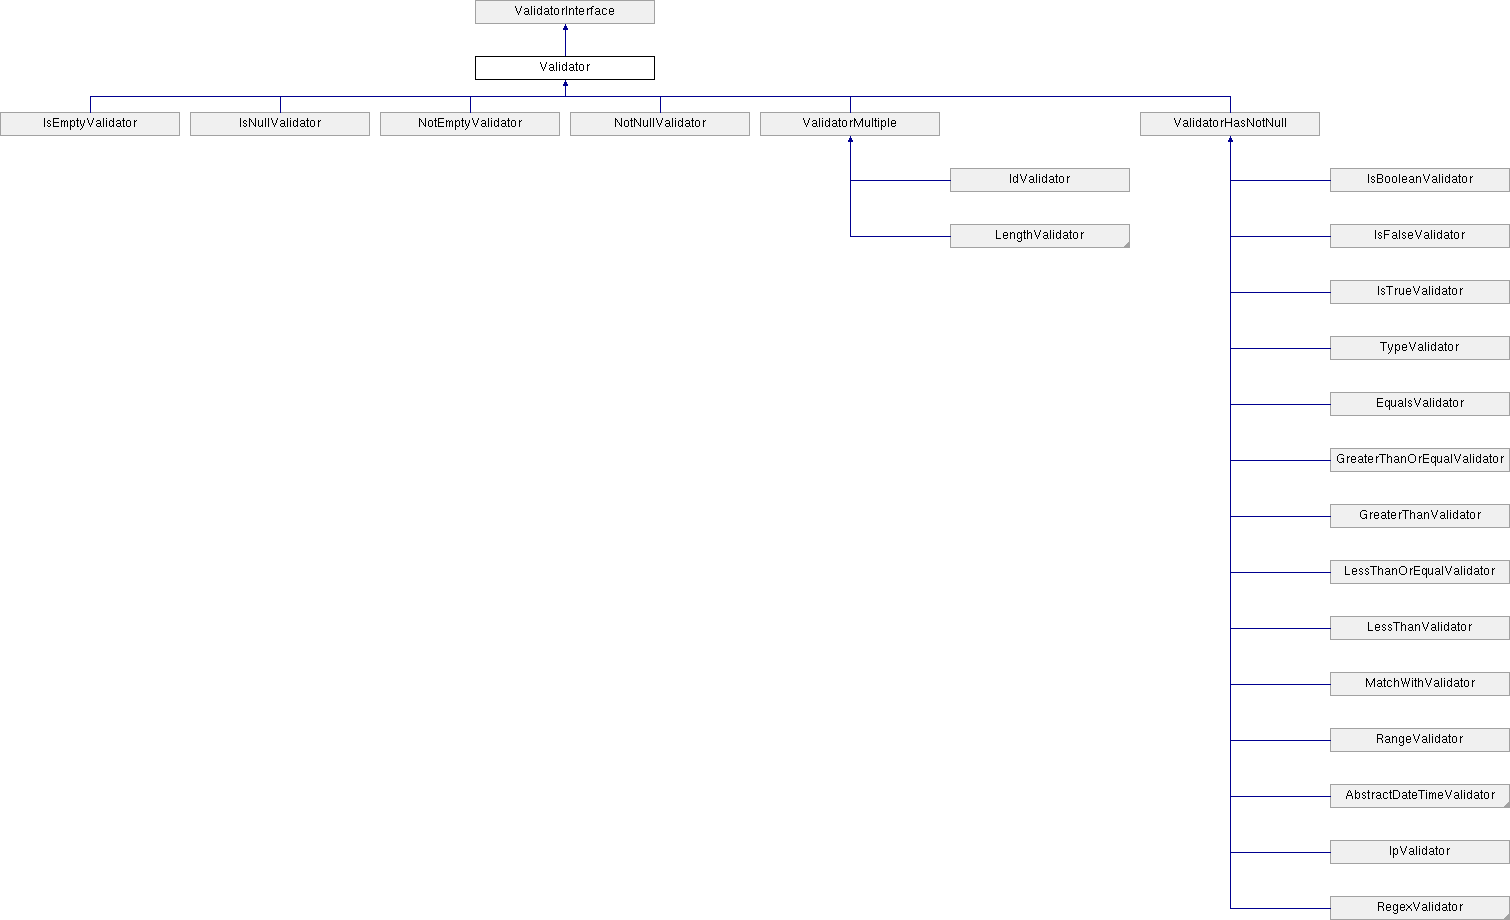 ValidatorInterface
Validator
IsEmptyValidator
IsNullValidator
NotEmptyValidator
NotNullValidator
ValidatorMultiple
ValidatorHasNotNull
IdValidator
IsBooleanValidator
LengthValidator
IsFalseValidator
IsTrueValidator
TypeValidator
EqualsValidator
GreaterThanOrEqualValidator
GreaterThanValidator
LessThanOrEqualValidator
LessThanValidator
MatchWithValidator
RangeValidator
AbstractDateTimeValidator
IpValidator
RegexValidator